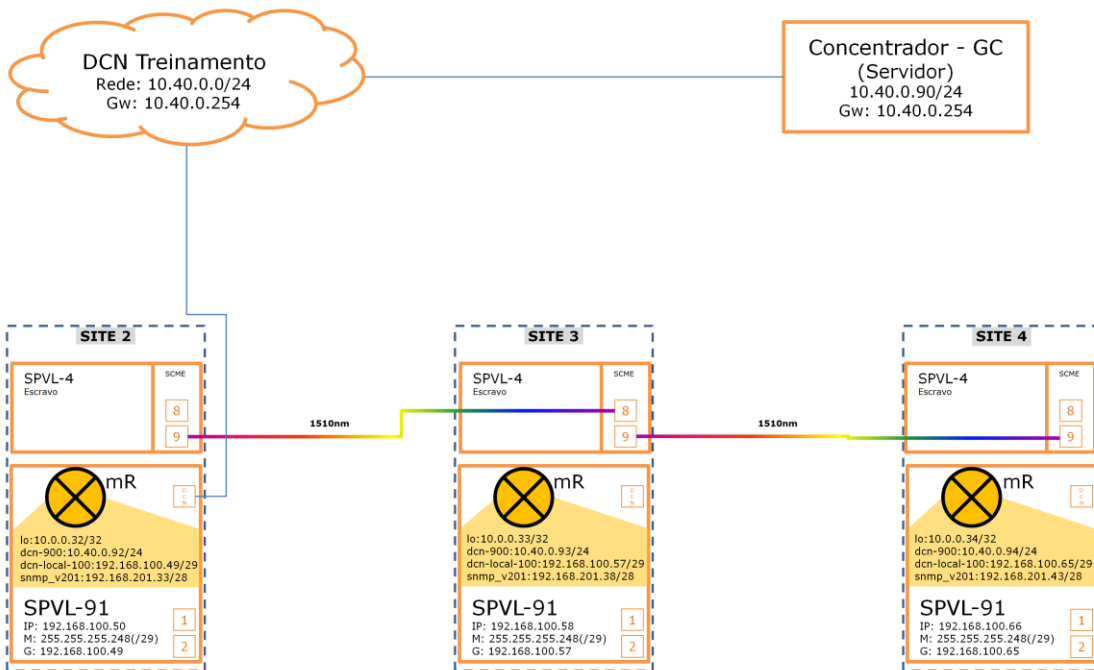 DCN Treinamento
Rede: 10.40.0.0/24
Gw: 10.40.0.254
Concentrador - GC
(Servidor)
10.40.0.90/24
Gw: 10.40.0.254
SITE 2
SPVL-4
Escravo
SCME
8
9
1510nm
mR
DCN
lo:10.0.0.32/32
dcn-900:10.40.0.92/24
dcn-local-100:192.168.100.49/29
snmp_v201:192.168.201.33/28
SPVL-91
IP: 192.168.100.50
M: 255.255.255.248(/29)
G: 192.168.100.49
1
2
SITE 3
SPVL-4
Escravo
SCME
8
9
1510nm
mR
DCN
lo:10.0.0.33/32
dcn-900:10.40.0.93/24
dcn-local-100:192.168.100.57/29
snmp_v201:192.168.201.38/28
SPVL-91
IP: 192.168.100.58
M: 255.255.255.248(/29)
G: 192.168.100.57
1
2
SITE 4
SPVL-4
Escravo
SCME
8
9
mR
DCN
lo:10.0.0.34/32
dcn-900:10.40.0.94/24
dcn-local-100:192.168.100.65/29
snmp_v201:192.168.201.43/28
SPVL-91
IP: 192.168.100.66
M: 255.255.255.248(/29)
G: 192.168.100.65
1
2